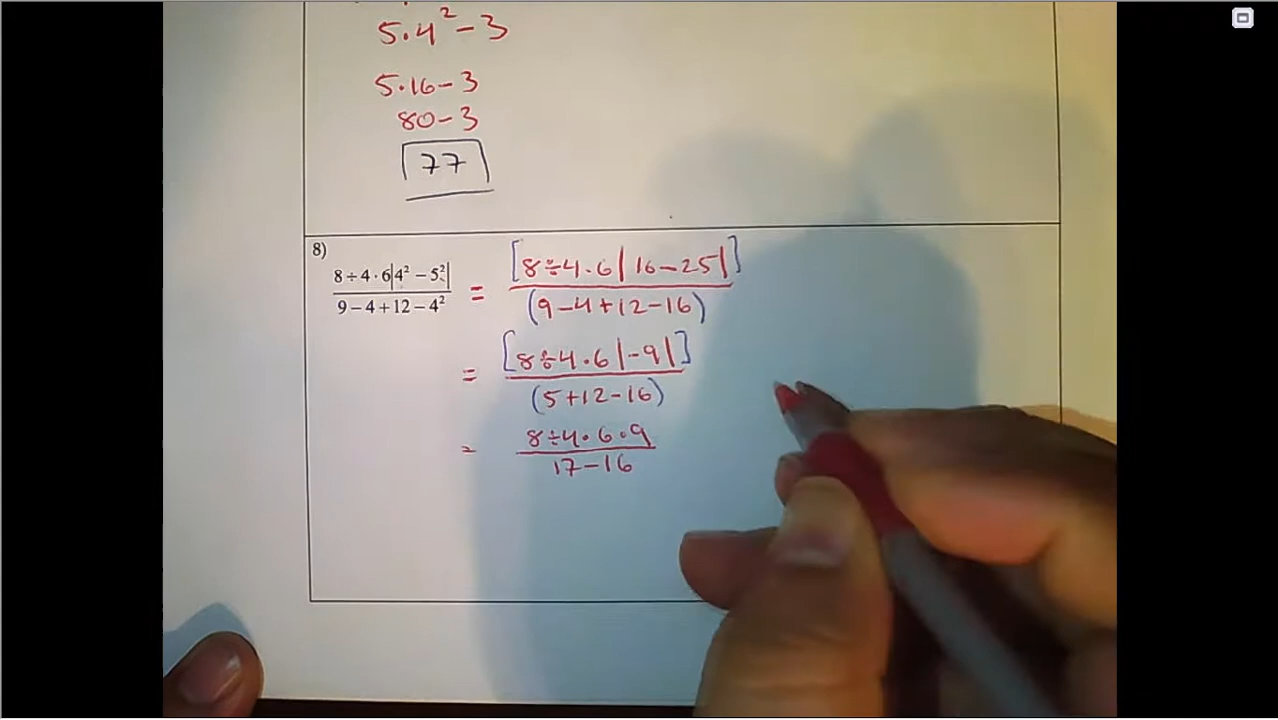 5·4² − 3
5·16 − 3
80 − 3
77
8)
8 ÷ 4 · 6|4² − 5²|
9 − 4 + 12 − 4²
= [8 ÷ 4 · 6 |16 − 25|]
(9 − 4 + 12 − 16)
= [8 ÷ 4 · 6 |−9|]
(5 + 12 − 16)
= 8 ÷ 4 · 6 · 9
17 − 16